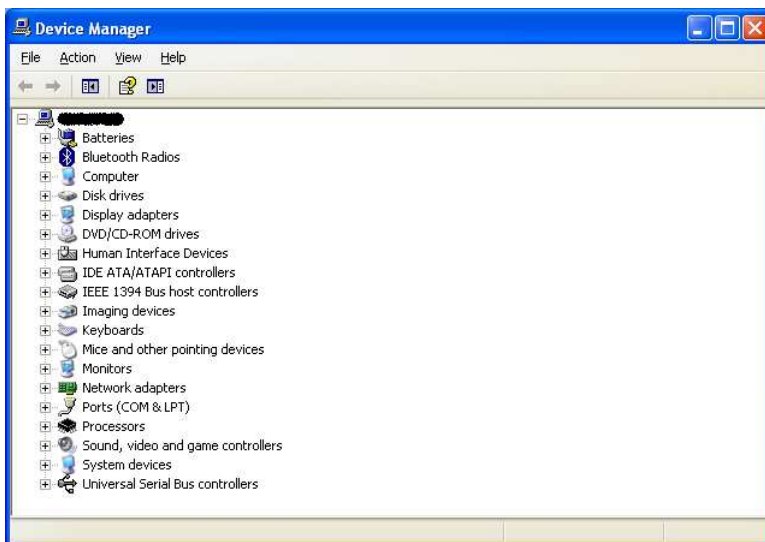 Device Manager
File Action View Help
Batteries
Bluetooth Radios
Computer
Disk drives
Display adapters
DVD/CD-ROM drives
Human Interface Devices
IDE ATA/ATAPI controllers
IEEE 1394 Bus host controllers
Imaging devices
Keyboards
Mice and other pointing devices
Monitors
Network adapters
Ports (COM & LPT)
Processors
Sound, video and game controllers
System devices
Universal Serial Bus controllers